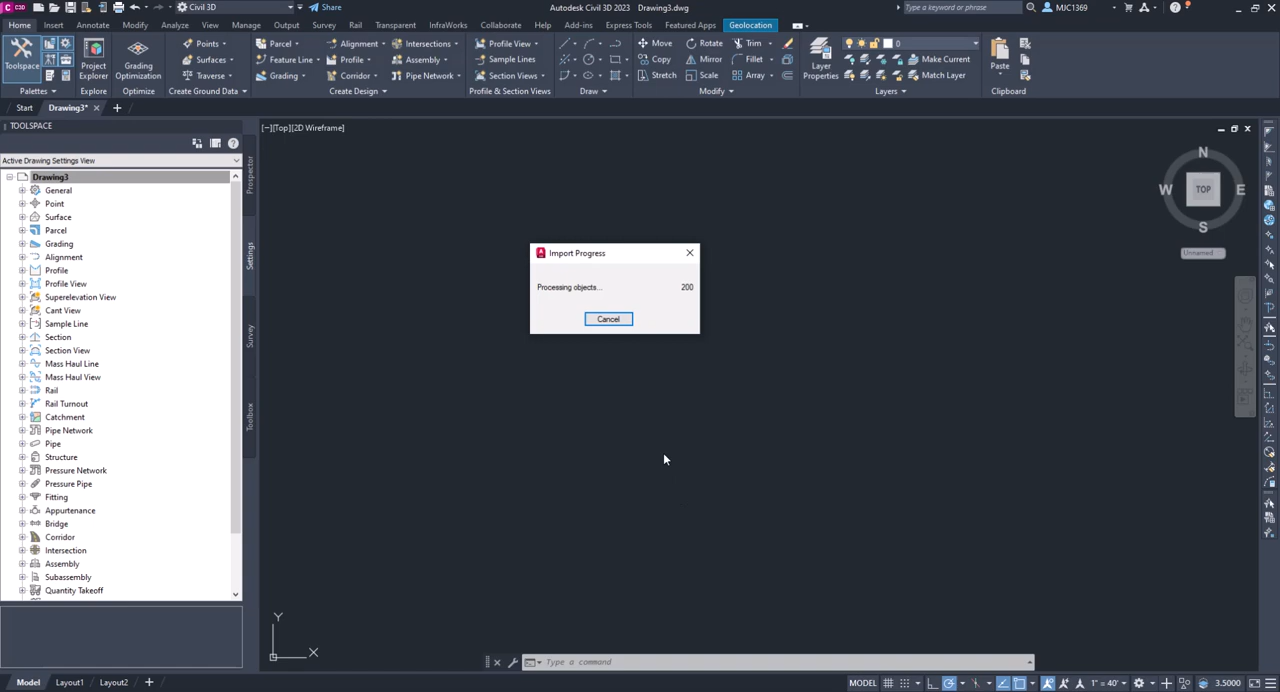 C3D Civil 3D Share Autodesk Civil 3D 2023 Drawing3.dwg Type a keyword or phrase MJC1369
Home Insert Annotate Modify Analyze View Manage Output Survey Rail Transparent InfraWorks Collaborate Help Add-ins Express Tools Featured Apps Geolocation
Toolspace
Palettes
Project
Explorer
Explore
Grading
Optimization
Optimize
Points
Surfaces
Traverse
Create Ground Data
Parcel Alignment Intersections
Feature Line Profile Assembly
Grading Corridor Pipe Network
Create Design
Profile View
Sample Lines
Section Views
Profile & Section Views
Draw
Move Rotate Trim
Copy Mirror Fillet
Stretch Scale Array
Modify
Layer
Properties
0
Make Current
Match Layer
Layers
Paste
Clipboard
Start Drawing3*
TOOLSPACE
Active Drawing Settings View
Drawing3
General
Point
Surface
Parcel
Grading
Alignment
Profile
Profile View
Superelevation View
Cant View
Sample Line
Section
Section View
Mass Haul Line
Mass Haul View
Rail
Rail Turnout
Catchment
Pipe Network
Pipe
Structure
Pressure Network
Pressure Pipe
Fitting
Appurtenance
Bridge
Corridor
Intersection
Assembly
Subassembly
Quantity Takeoff
Prospector
Settings
Survey
Toolbox
[−][Top][2D Wireframe]
Import Progress
Processing objects... 200
Cancel
N
W TOP E
S
Unnamed
Y
X
Type a command
Model Layout1 Layout2
MODEL 1" = 40' 3.5000